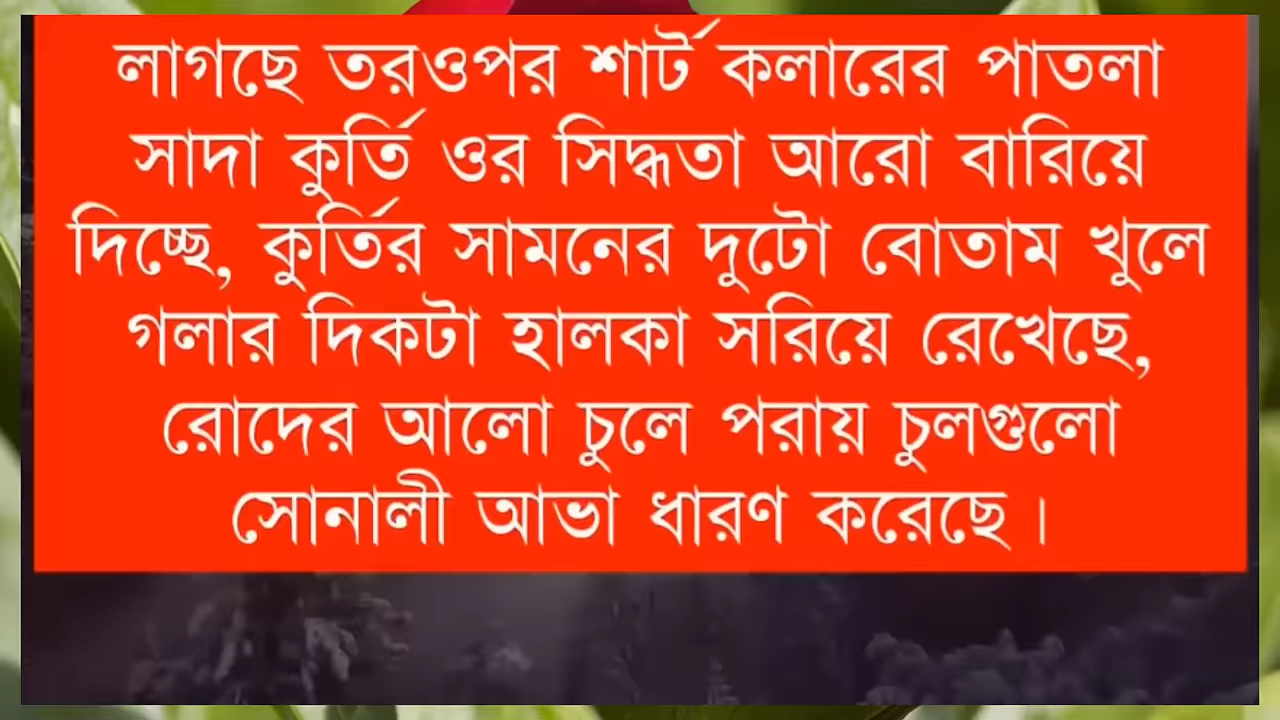 লাগছে তরওপর শার্ট কলারের পাতলা
সাদা কুর্তি ওর সিদ্ধতা আরো বারিয়ে
দিচ্ছে, কুর্তির সামনের দুটো বোতাম খুলে
গলার দিকটা হালকা সরিয়ে রেখেছে,
রোদের আলো চুলে পরায় চুলগুলো
সোনালী আভা ধারণ করেছে।